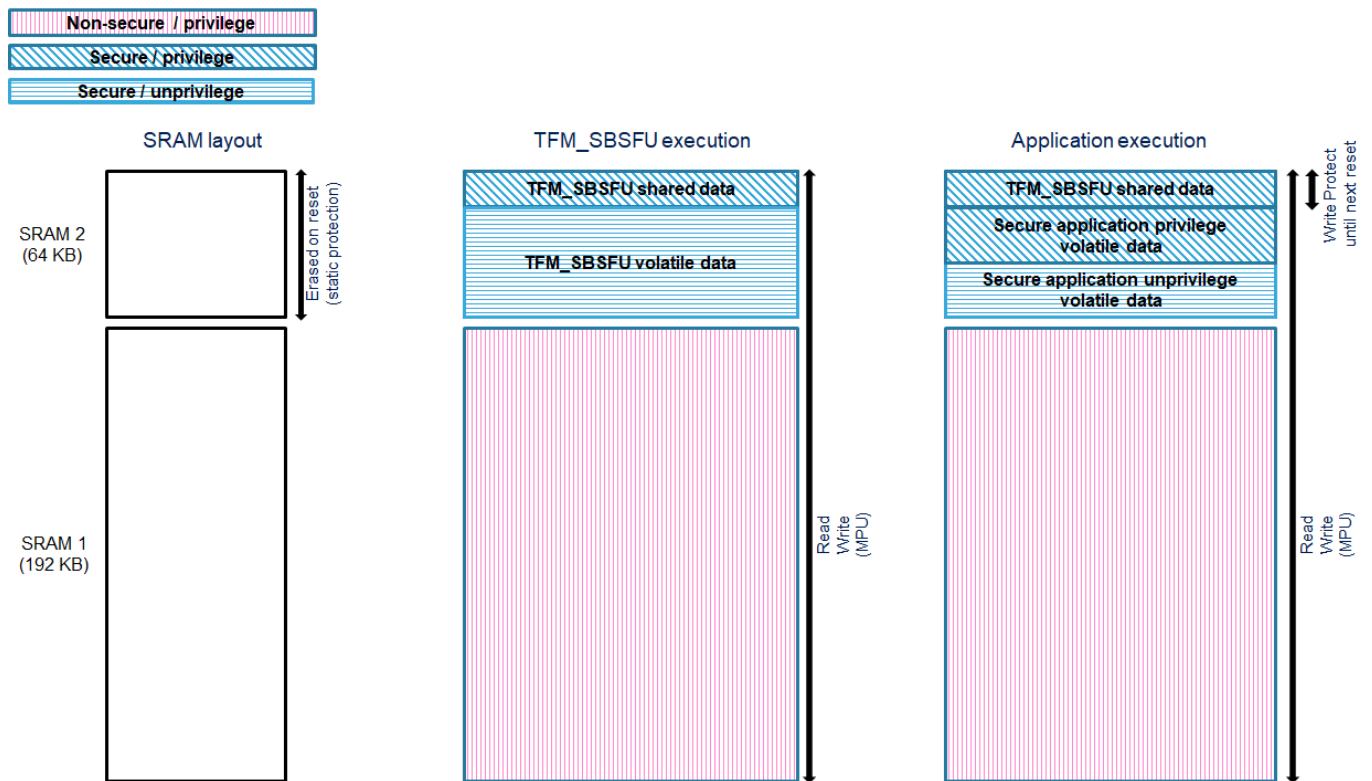 Non-secure / privilege
Secure / privilege
Secure / unprivilege
SRAM layout
TFM_SBSFU execution
Application execution
SRAM 2
(64 KB)
Erased on reset
(static protection)
TFM_SBSFU shared data
TFM_SBSFU volatile data
TFM_SBSFU shared data
Secure application privilege
volatile data
Secure application unprivilege
volatile data
Write Protect
until next reset
SRAM 1
(192 KB)
Read
Write
(MPU)
Read
Write
(MPU)